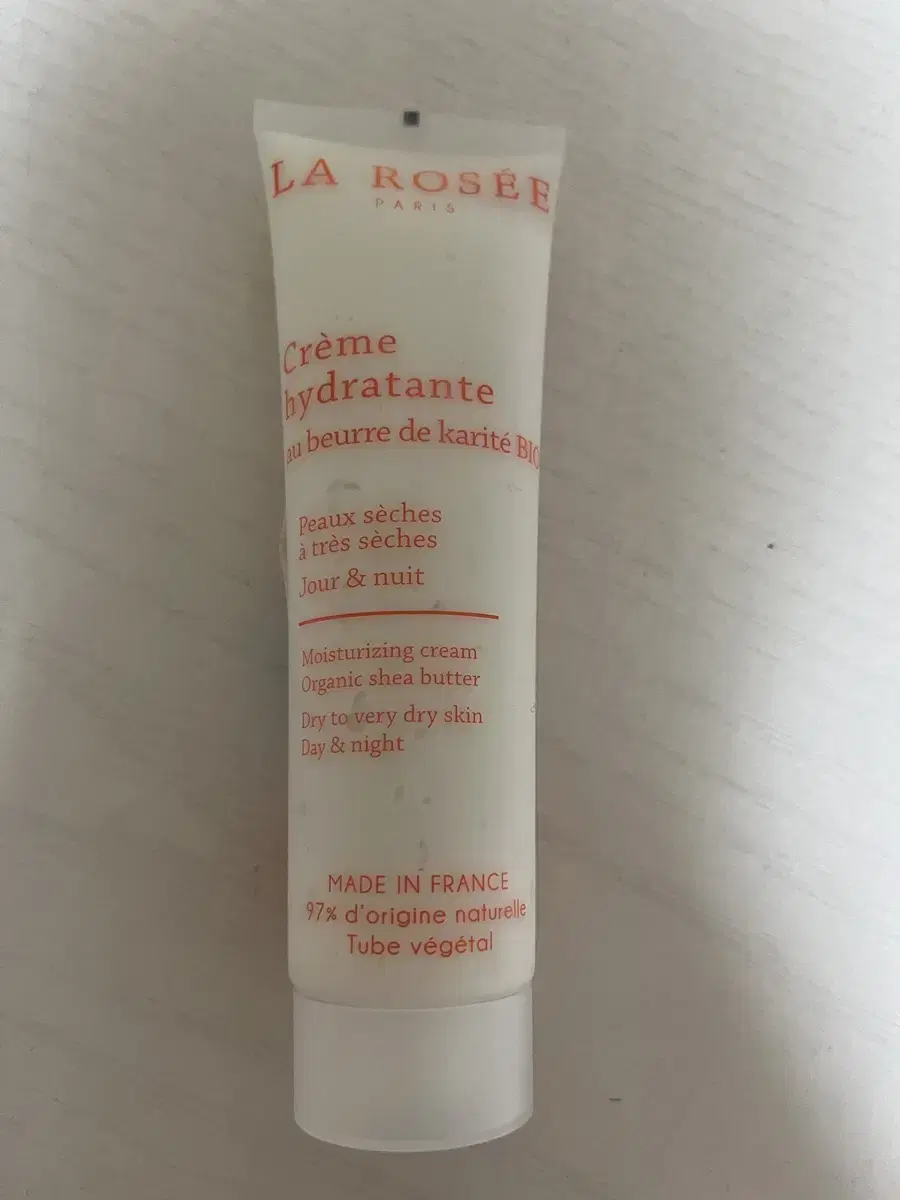 LA ROSÉE
PARIS
Crème
hydratante
au beurre de karité BIO
Peaux sèches
à très sèches
Jour & nuit
Moisturizing cream
Organic shea butter
Dry to very dry skin
Day & night
MADE IN FRANCE
97% d'origine naturelle
Tube végétal